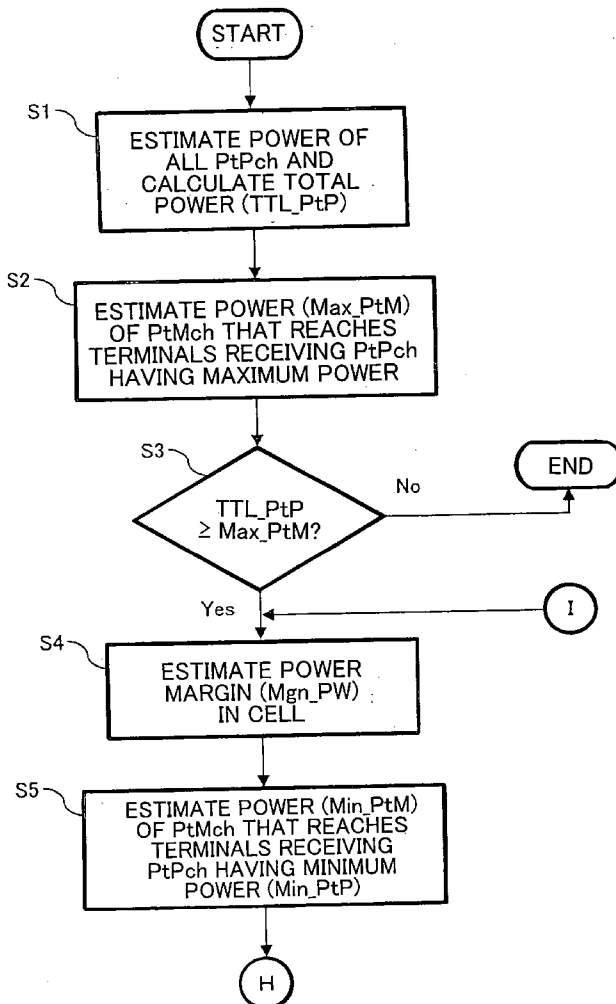 START
S1
ESTIMATE POWER OF
ALL PtPch AND
CALCULATE TOTAL
POWER (TTL_PtP)
S2
ESTIMATE POWER (Max_PtM)
OF PtMch THAT REACHES
TERMINALS RECEIVING PtPch
HAVING MAXIMUM POWER
S3
TTL_PtP
≥ Max_PtM?
No
END
Yes
I
S4
ESTIMATE POWER
MARGIN (Mgn_PW)
IN CELL
S5
ESTIMATE POWER (Min_PtM)
OF PtMch THAT REACHES
TERMINALS RECEIVING
PtPch HAVING MINIMUM
POWER (Min_PtP)
H